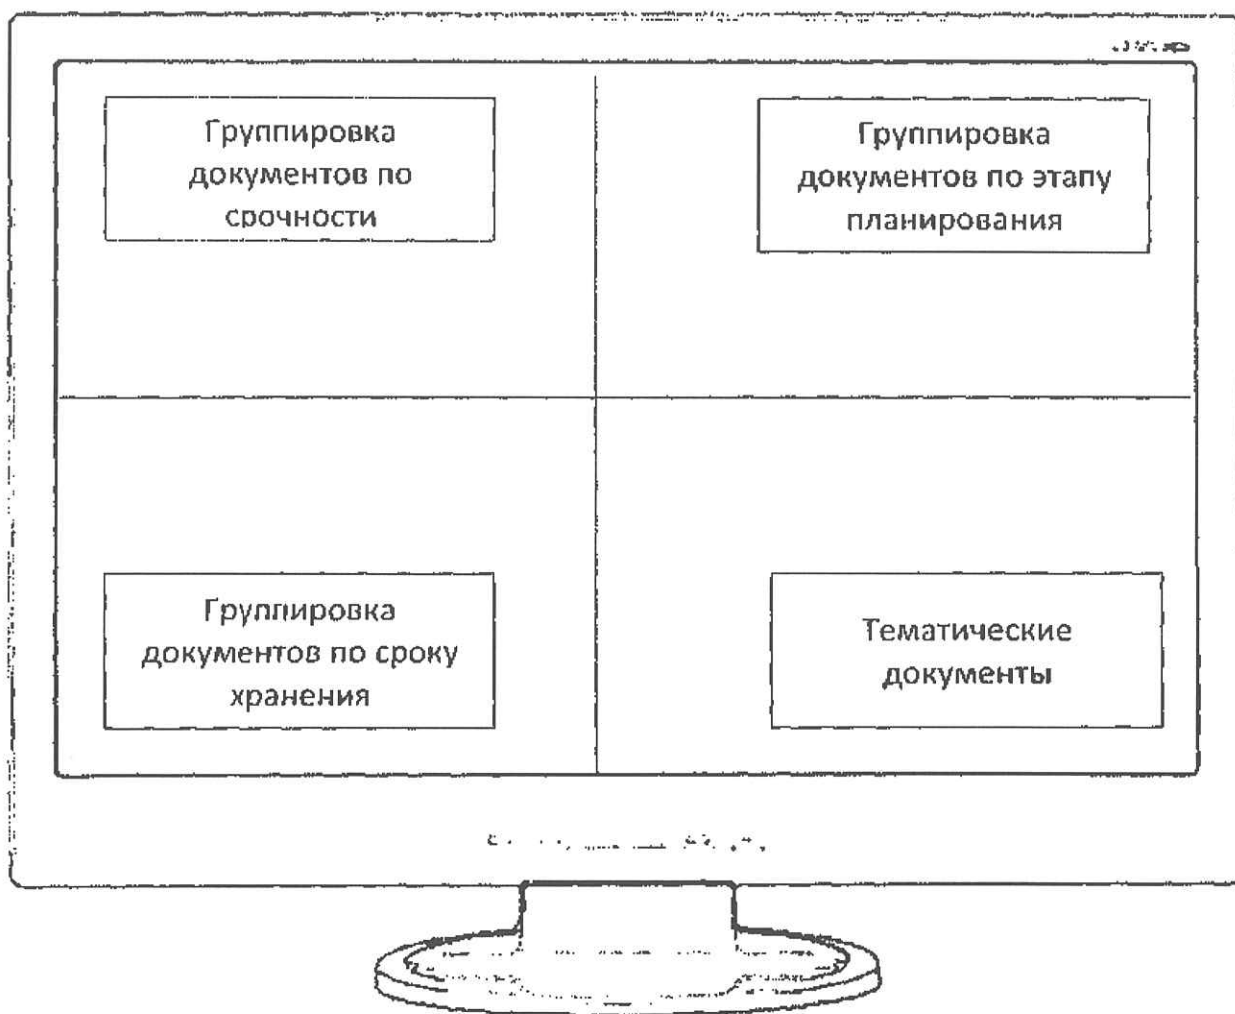 Группировка
документов по
срочности
Группировка
документов по этапу
планирования
Группировка
документов по сроку
хранения
Тематические
документы